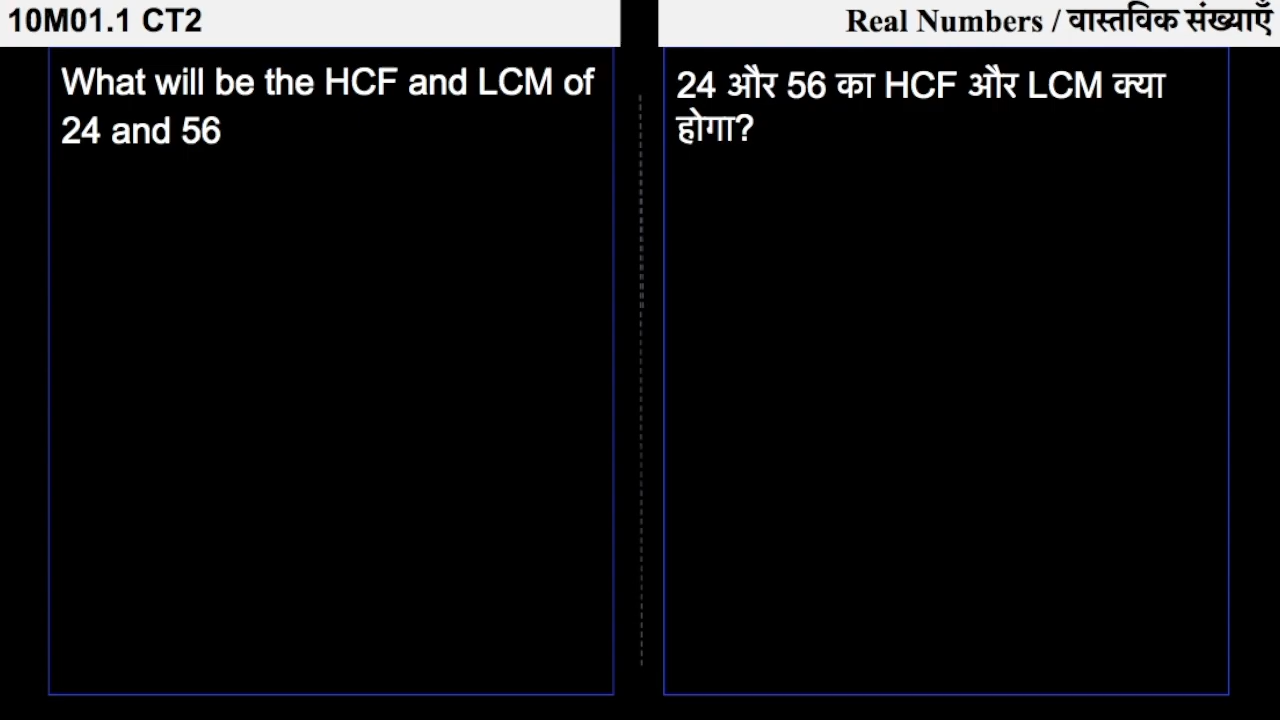 10M01.1 CT2
Real Numbers / वास्तविक संख्याएँ
What will be the HCF and LCM of
24 and 56
24 और 56 का HCF और LCM क्या
होगा?